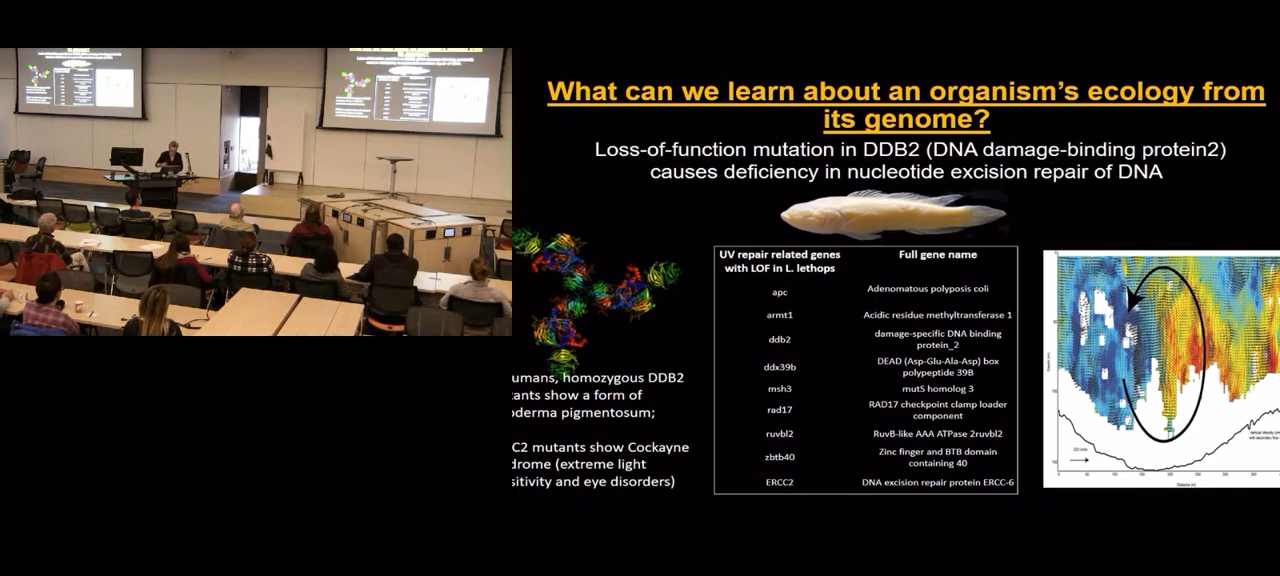 What can we learn about an organism's ecology from
its genome?
Loss-of-function mutation in DDB2 (DNA damage-binding protein2)
causes deficiency in nucleotide excision repair of DNA
UV repair related genes
with LOF in L. lethops
Full gene name
apc
Adenomatous polyposis coli
armt1
Acidic residue methyltransferase 1
ddb2
damage-specific DNA binding
protein_2
ddx39b
DEAD (Asp-Glu-Ala-Asp) box
polypeptide 39B
msh3
mutS homolog 3
rad17
RAD17 checkpoint clamp loader
component
ruvbl2
RuvB-like AAA ATPase 2ruvbl2
zbtb40
Zinc finger and BTB domain
containing 40
ERCC2
DNA excision repair protein ERCC-6
umans, homozygous DDB2
tants show a form of
oderma pigmentosum;
C2 mutants show Cockayne
drome (extreme light
sitivity and eye disorders)
Distance (m)